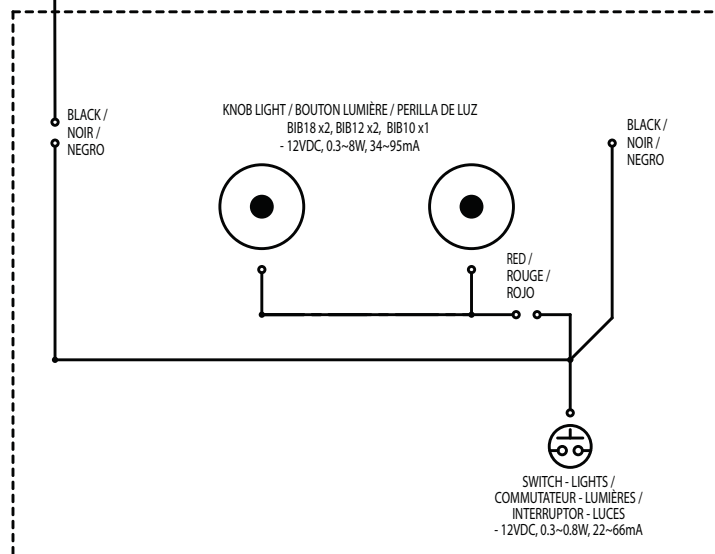 BLACK /
NOIR /
NEGRO
KNOB LIGHT / BOUTON LUMIÈRE / PERILLA DE LUZ
BIB18 x2, BIB12 x2, BIB10 x1
- 12VDC, 0.3~8W, 34~95mA
BLACK /
NOIR /
NEGRO
RED /
ROUGE /
ROJO
SWITCH - LIGHTS /
COMMUTATEUR - LUMIÈRES /
INTERRUPTOR - LUCES
- 12VDC, 0.3~0.8W, 22~66mA